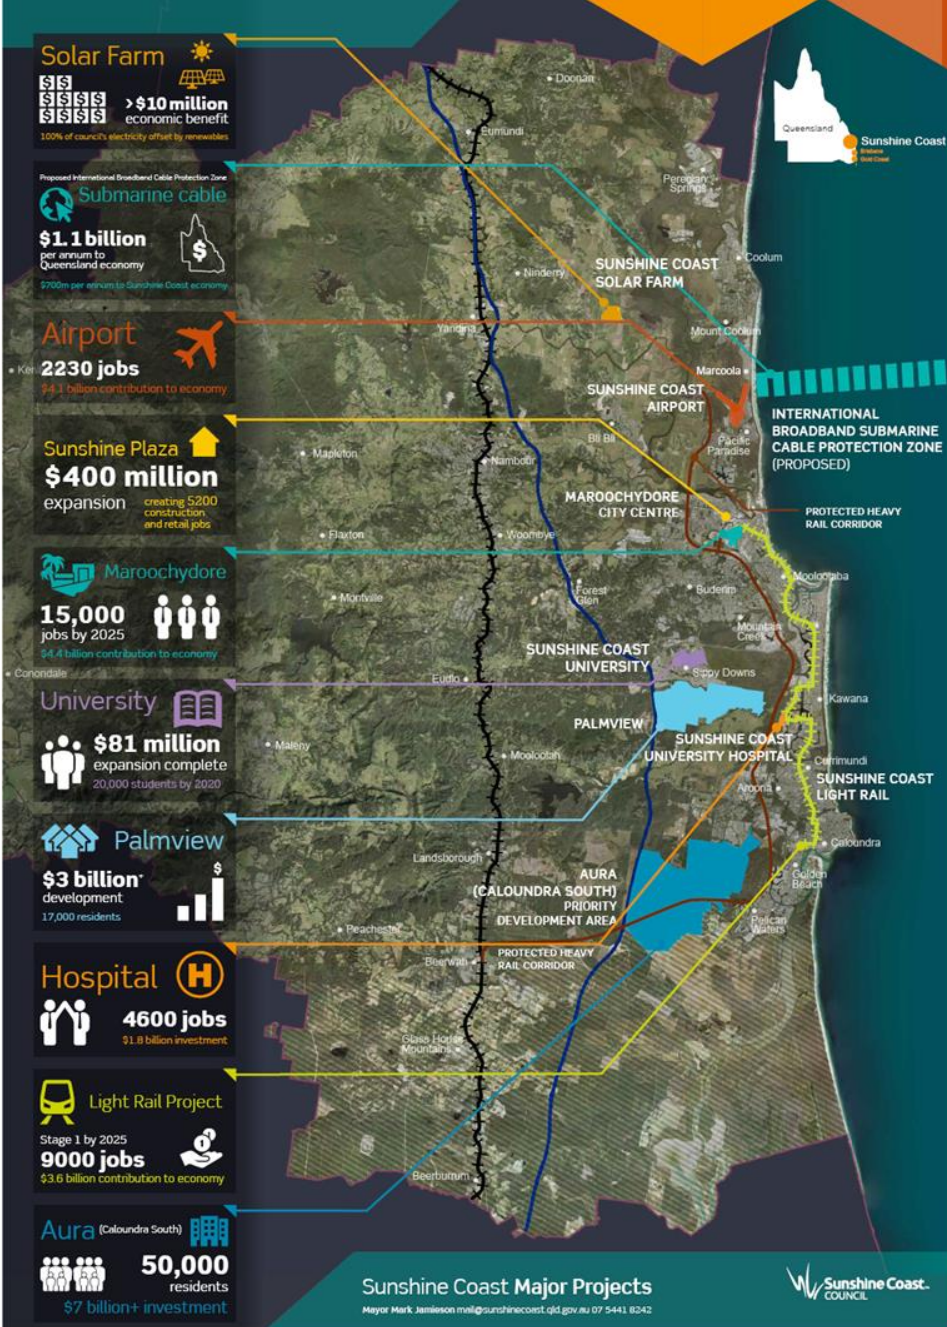 Solar Farm
>$10 million
economic benefit
100% of council's electricity offset by renewables
Proposed International Broadband Cable Protection Zone
Submarine cable
$1.1 billion
per annum to
Queensland economy
$
$700m per annum to Sunshine Coast economy
Airport
2230 jobs
$4.1 billion contribution to economy
Sunshine Plaza
$400 million
expansion
creating 5200
construction
and retail jobs
Maroochydore
15,000
jobs by 2025
$4.4 billion contribution to economy
University
$81 million
expansion complete
20,000 students by 2020
Palmview
$3 billion*
development
17,000 residents
$
Hospital
H
4600 jobs
$1.8 billion investment
Light Rail Project
Stage 1 by 2025
9000 jobs
$3.6 billion contribution to economy
Aura (Caloundra South)
50,000
residents
$7 billion+ investment
Doonan
Eumundi
Peregian
Springs
Queensland
Sunshine Coast
Brisbane
Gold Coast
Coolum
Ninderry
SUNSHINE COAST
SOLAR FARM
Yandina
Mount Coolum
Ken
Marcoola
SUNSHINE COAST
AIRPORT
INTERNATIONAL
BROADBAND SUBMARINE
CABLE PROTECTION ZONE
(PROPOSED)
Bli Bli
Pacific
Paradise
Mapleton
Nambour
MAROOCHYDORE
CITY CENTRE
PROTECTED HEAVY
RAIL CORRIDOR
Flaxton
Woombye
Mooloolaba
Forest
Glen
Buderim
Montville
Mountain
Creek
SUNSHINE COAST
UNIVERSITY
Sippy Downs
Conondale
Eudlo
Kawana
PALMVIEW
Maleny
Mooloolah
SUNSHINE COAST
UNIVERSITY HOSPITAL
Currimundi
SUNSHINE COAST
LIGHT RAIL
Aroona
Caloundra
Landsborough
Golden
Beach
AURA
(CALOUNDRA SOUTH)
PRIORITY
DEVELOPMENT AREA
Pelican
Waters
Peachester
Beerwah
PROTECTED HEAVY
RAIL CORRIDOR
Glass House
Mountains
Beerburrum
Sunshine Coast Major Projects
Mayor Mark Jamieson mail@sunshinecoast.qld.gov.au 07 5441 8242
Sunshine Coast
COUNCIL